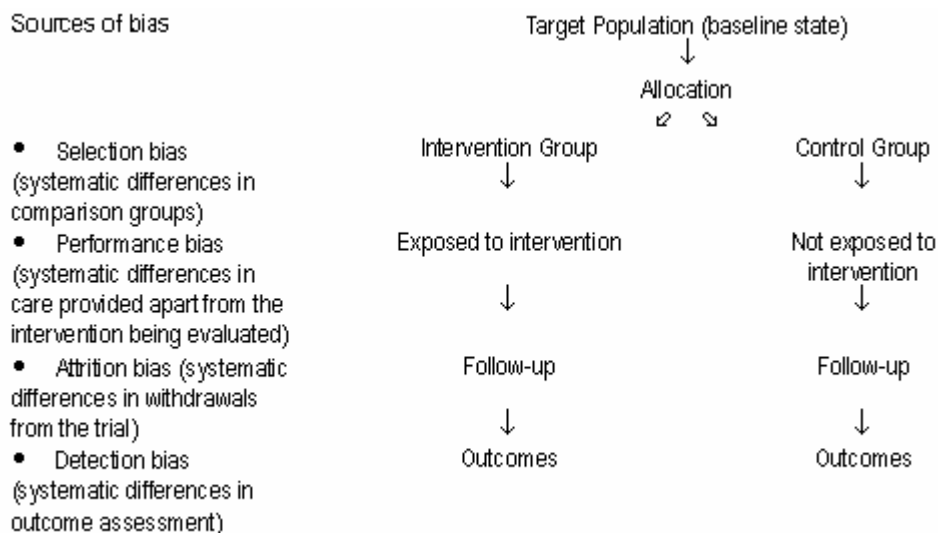 Sources of bias
Target Population (baseline state)
↓
Allocation
⬃ ⬂
• Selection bias
(systematic differences in
comparison groups)
Intervention Group
Control Group
↓ ↓
• Performance bias
(systematic differences in
care provided apart from the
intervention being evaluated)
Exposed to intervention
Not exposed to
intervention
↓ ↓
• Attrition bias (systematic
differences in withdrawals
from the trial)
Follow-up
Follow-up
↓ ↓
• Detection bias
(systematic differences in
outcome assessment)
Outcomes
Outcomes